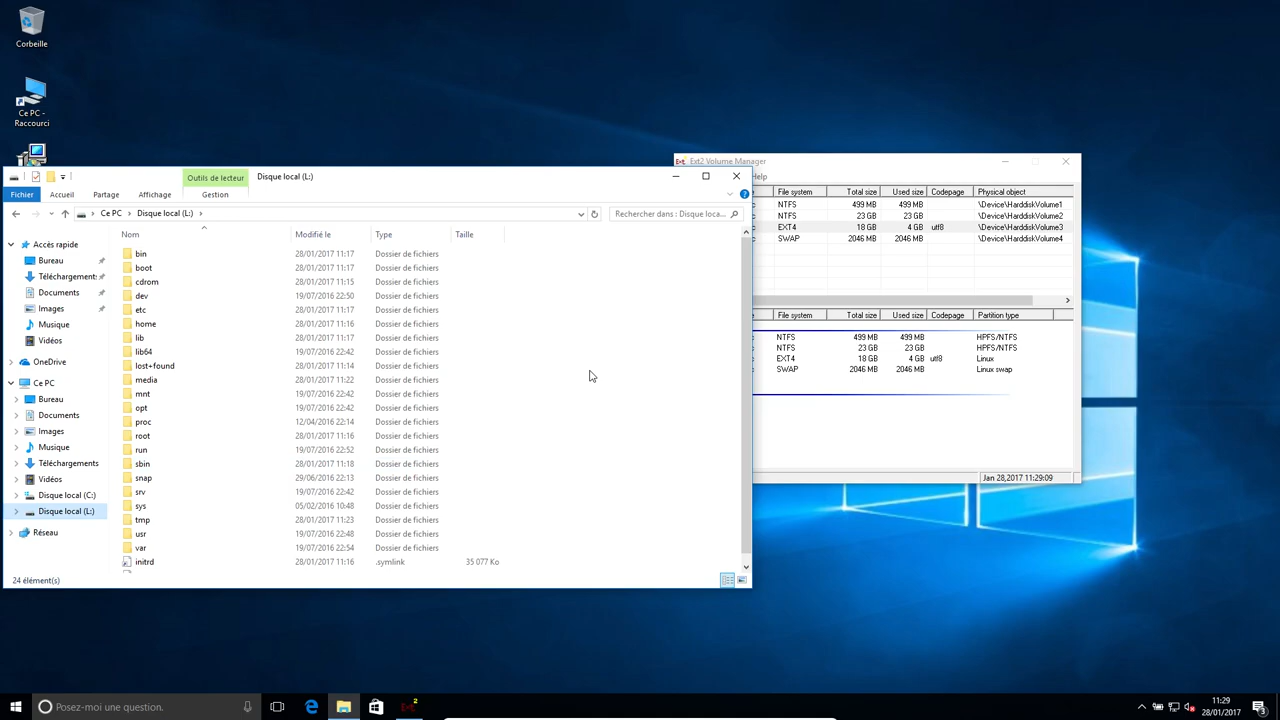 Corbeille
Ce PC -
Raccourci
Outils de lecteur
Disque local (L:)
Fichier
Accueil
Partage
Affichage
Gestion
Ce PC
Disque local (L:)
Rechercher dans : Disque loca...
Nom
Modifié le
Type
Taille
Accès rapide
Bureau
Téléchargement:
Documents
Images
Musique
Vidéos
OneDrive
Ce PC
Bureau
Documents
Images
Musique
Téléchargements
Vidéos
Disque local (C:)
Disque local (L:)
Réseau
bin 28/01/2017 11:17 Dossier de fichiers
boot 28/01/2017 11:17 Dossier de fichiers
cdrom 28/01/2017 11:15 Dossier de fichiers
dev 19/07/2016 22:50 Dossier de fichiers
etc 28/01/2017 11:17 Dossier de fichiers
home 28/01/2017 11:16 Dossier de fichiers
lib 28/01/2017 11:17 Dossier de fichiers
lib64 19/07/2016 22:42 Dossier de fichiers
lost+found 28/01/2017 11:14 Dossier de fichiers
media 28/01/2017 11:22 Dossier de fichiers
mnt 19/07/2016 22:42 Dossier de fichiers
opt 19/07/2016 22:42 Dossier de fichiers
proc 12/04/2016 22:14 Dossier de fichiers
root 28/01/2017 11:16 Dossier de fichiers
run 19/07/2016 22:52 Dossier de fichiers
sbin 28/01/2017 11:18 Dossier de fichiers
snap 29/06/2016 22:13 Dossier de fichiers
srv 19/07/2016 22:42 Dossier de fichiers
sys 05/02/2016 10:48 Dossier de fichiers
tmp 28/01/2017 11:23 Dossier de fichiers
usr 19/07/2016 22:48 Dossier de fichiers
var 19/07/2016 22:54 Dossier de fichiers
initrd 28/01/2017 11:16 .symlink 35 077 Ko
24 élément(s)
Ext2 Volume Manager
Help
File system Total size Used size Codepage Physical object
NTFS 499 MB 499 MB \Device\HarddiskVolume1
NTFS 23 GB 23 GB \Device\HarddiskVolume2
EXT4 18 GB 4 GB utf8 \Device\HarddiskVolume3
SWAP 2046 MB 2046 MB \Device\HarddiskVolume4
File system Total size Used size Codepage Partition type
NTFS 499 MB 499 MB HPFS/NTFS
NTFS 23 GB 23 GB HPFS/NTFS
EXT4 18 GB 4 GB utf8 Linux
SWAP 2046 MB 2046 MB Linux swap
Jan 28,2017 11:29:09
Posez-moi une question.
11:29
28/01/2017